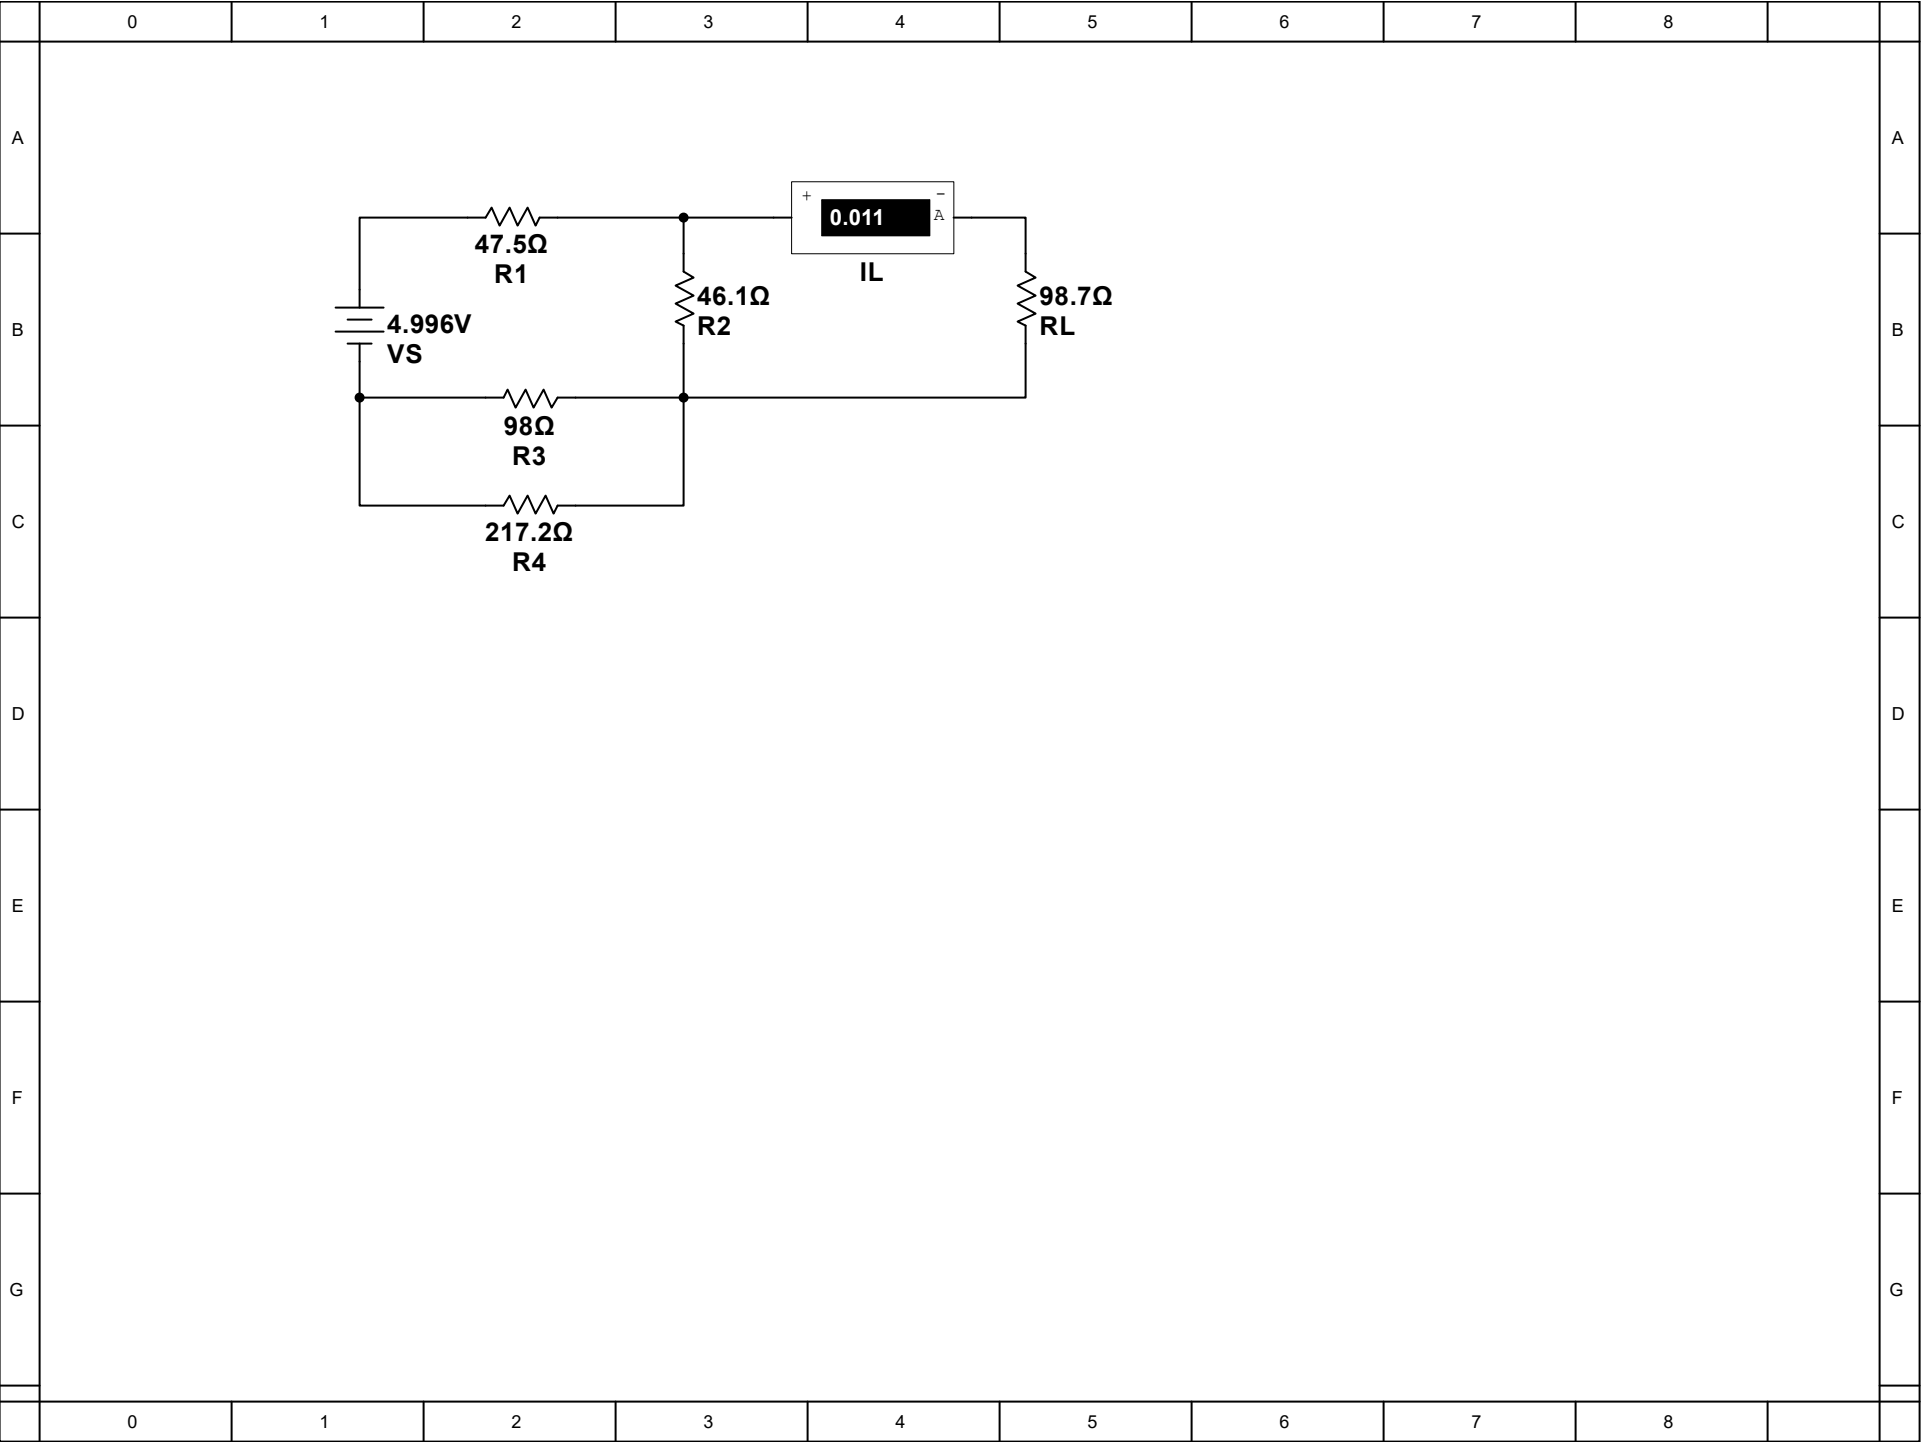 0 1 2 3 4 5 6 7 8
A A
+ −
0.011 A
47.5Ω
R1
IL
46.1Ω
R2
98.7Ω
RL
B B
4.996V
VS
98Ω
R3
C C
217.2Ω
R4
D D
E E
F F
G G
0 1 2 3 4 5 6 7 8